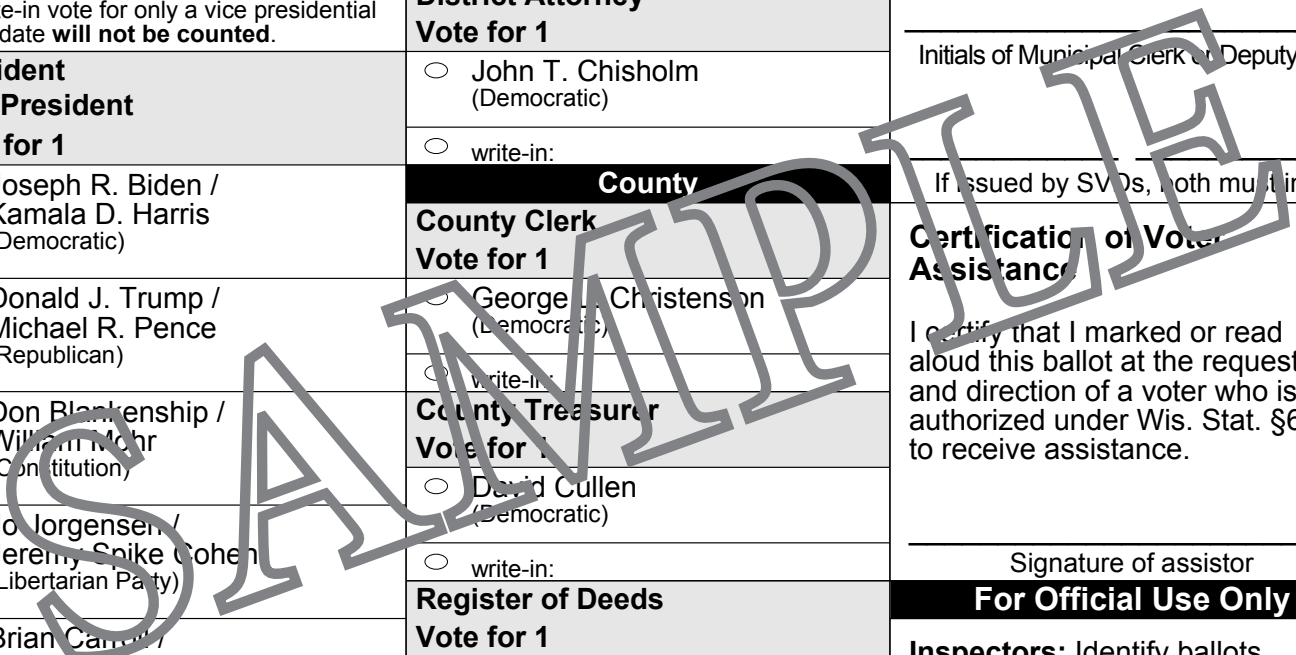 te-in vote for only a vice presidential
date will not be counted.
ident
President
for 1
oseph R. Biden /
Kamala D. Harris
Democratic)
Donald J. Trump /
Michael R. Pence
Republican)
Don Blankenship /
William Mohr
Constitution)
o Jorgensen /
eremy Spike Cohen
Libertarian Party)
Brian Carroll /
District Attorney
Vote for 1
John T. Chisholm
(Democratic)
write-in:
County
County Clerk
Vote for 1
George L. Christenson
(Democratic)
write-in:
County Treasurer
Vote for 1
David Cullen
(Democratic)
write-in:
Register of Deeds
Vote for 1
Initials of Municipal Clerk or Deputy
If issued by SVDs, both must in
Certification of Voter
Assistance
I certify that I marked or read
aloud this ballot at the request
and direction of a voter who is
authorized under Wis. Stat. §6
to receive assistance.
Signature of assistor
For Official Use Only
Inspectors: Identify ballots
SAMPLE